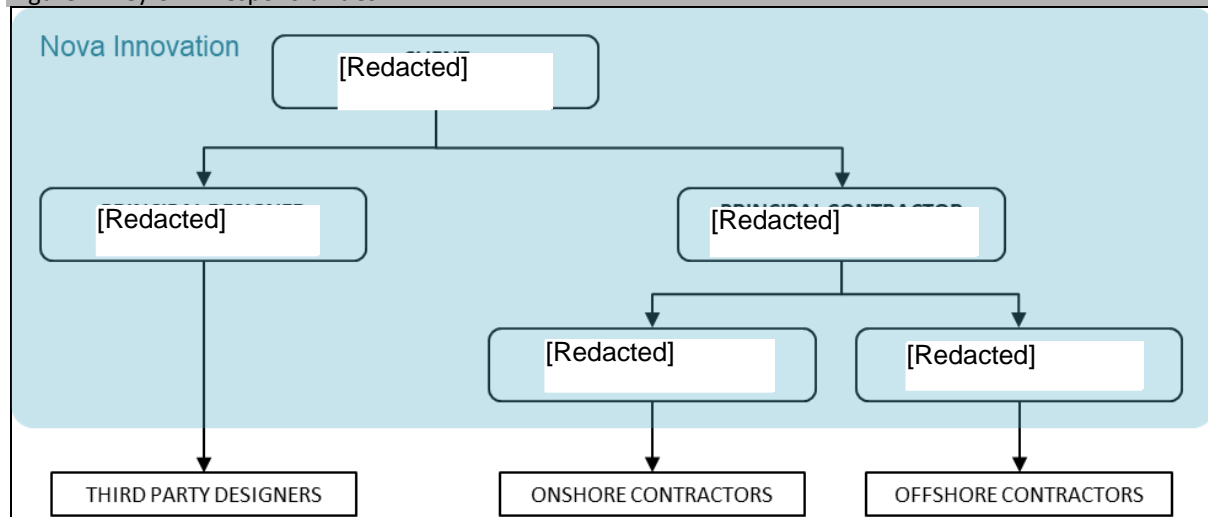 Nova Innovation
[Redacted]
[Redacted]
[Redacted]
[Redacted]
[Redacted]
THIRD PARTY DESIGNERS
ONSHORE CONTRACTORS
OFFSHORE CONTRACTORS